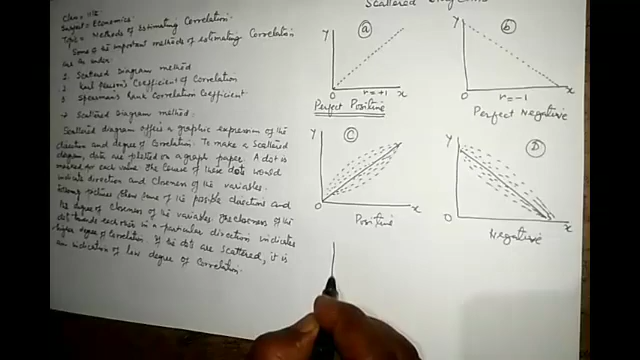 Class = 11th
Subject = Economics.
Topic = Methods of Estimating Correlation
Some of the important methods of estimating Correlation
are as under:
2. Scattered Diagram method
2. Karl Pearson's Coefficient of Correlation
3 Spearman's Rank Correlation Coefficient
→ Scattered Diagram method:
Scattered diagram offers a graphic expression of the
direction and degree of Correlation. To make a Scattered
diagram, data are plotted on a graph paper. A dot is
marked for each value. The course of these dots would
indicate direction and closeness of the variables.
following pictures show some of the possible directions and
the degree of closeness of the variables. The closeness of the
dots towards each other in a particular direction indicates
higher degree of Correlation. If the dots are scattered, it is
an indication of low degree of Correlation.
Scattered Diagrams
Y
a
O
r=+1
x
Perfect Positive
Y
b
O
r=-1
x
Perfect Negative
Y
C
O
x
Positive
Y
D
O
x
Negative